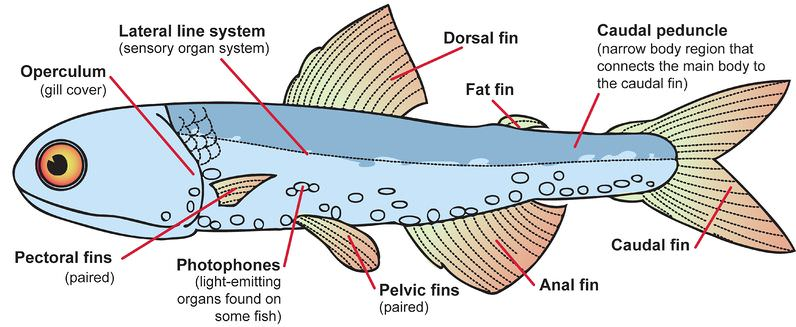 Lateral line system
(sensory organ system)
Operculum
(gill cover)
Dorsal fin
Fat fin
Caudal peduncle
(narrow body region that
connects the main body to
the caudal fin)
Pectoral fins
(paired)
Photophones
(light-emitting
organs found on
some fish)
Pelvic fins
(paired)
Anal fin
Caudal fin